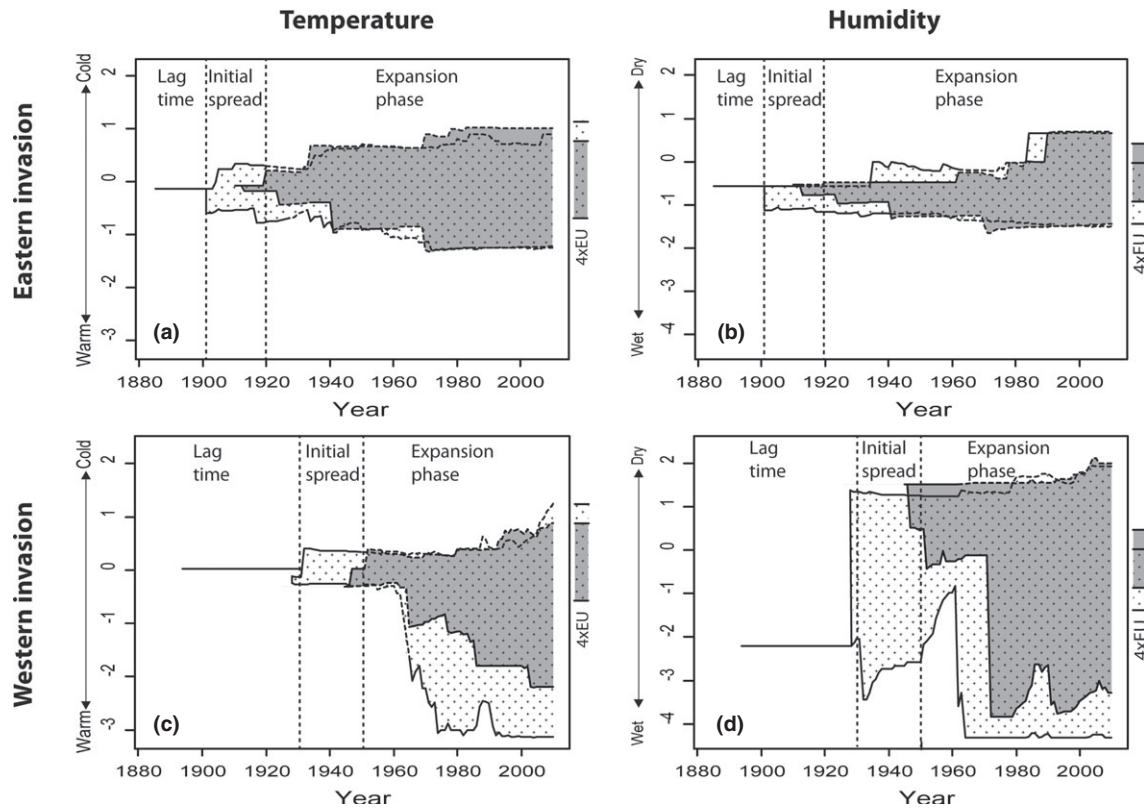 Temperature
Humidity
Eastern invasion
Western invasion
Cold
Warm
2
1
0
-1
-2
-3
Lag
time
Initial
spread
Expansion
phase
(a)
4xEU
1880 1900 1920 1940 1960 1980 2000
Year
Dry
Wet
2
1
0
-1
-2
-3
-4
Lag
time
Initial
spread
Expansion
phase
(b)
4xEU
1880 1900 1920 1940 1960 1980 2000
Year
Cold
Warm
2
1
0
-1
-2
-3
Lag
time
Initial
spread
Expansion
phase
(c)
4xEU
1880 1900 1920 1940 1960 1980 2000
Year
Dry
Wet
2
1
0
-1
-2
-3
-4
Lag
time
Initial
spread
Expansion
phase
(d)
4xEU
1880 1900 1920 1940 1960 1980 2000
Year